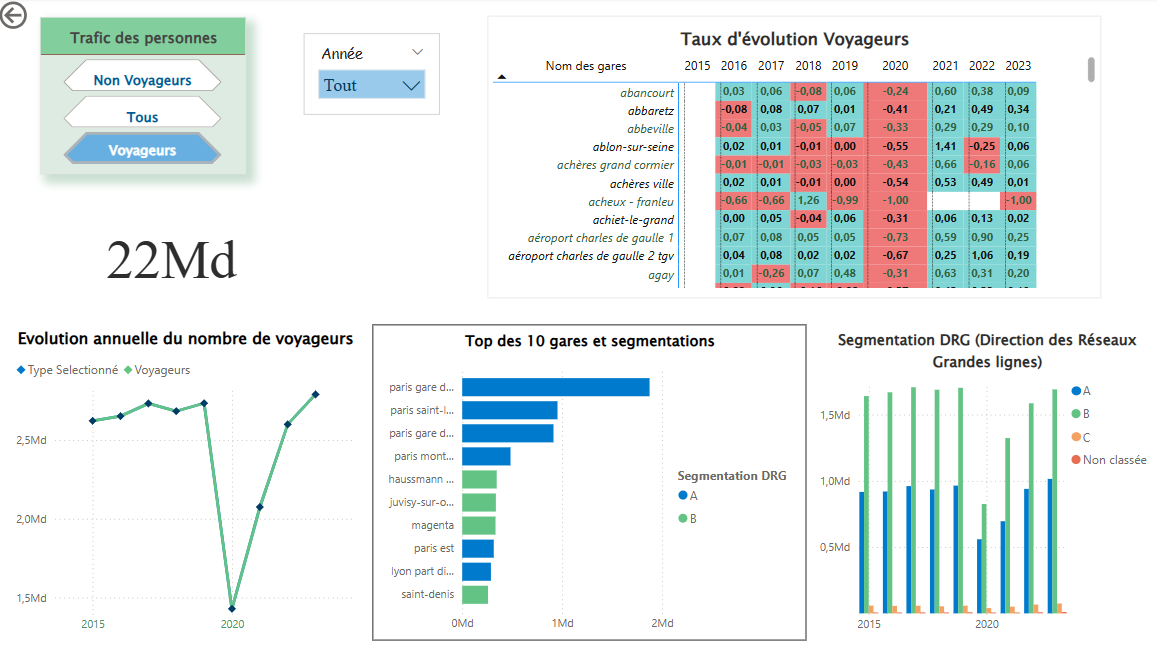 Trafic des personnes
Non Voyageurs
Tous
Voyageurs
Année
Tout
22Md
Taux d'évolution Voyageurs
Nom des gares 2015 2016 2017 2018 2019 2020 2021 2022 2023
abancourt 0,03 0,06 -0,08 0,06 -0,24 0,60 0,38 0,09
abbaretz -0,08 0,08 0,07 0,01 -0,41 0,21 0,49 0,34
abbeville -0,04 0,03 -0,05 0,07 -0,33 0,29 0,29 0,10
ablon-sur-seine 0,02 0,01 -0,01 0,00 -0,55 1,41 -0,25 0,06
achères grand cormier -0,01 -0,01 -0,03 -0,03 -0,43 0,66 -0,16 0,06
achères ville 0,02 0,01 -0,01 0,00 -0,54 0,53 0,49 0,01
acheux - franleu -0,66 -0,66 1,26 -0,99 -1,00 -1,00
achiet-le-grand 0,00 0,05 -0,04 0,06 -0,31 0,06 0,13 0,02
aéroport charles de gaulle 1 0,07 0,08 0,05 0,05 -0,73 0,59 0,90 0,25
aéroport charles de gaulle 2 tgv 0,04 0,08 0,02 0,02 -0,67 0,25 1,06 0,19
agay 0,01 -0,26 0,07 0,48 -0,31 0,63 0,31 0,20
Evolution annuelle du nombre de voyageurs
Type Selectionné Voyageurs
2,5Md
2,0Md
1,5Md
2015 2020
Top des 10 gares et segmentations
paris gare d...
paris saint-l...
paris gare d...
paris mont...
haussmann ...
juvisy-sur-o...
magenta
paris est
lyon part di...
saint-denis
0Md 1Md 2Md
Segmentation DRG
A
B
Segmentation DRG (Direction des Réseaux
Grandes lignes)
1,5Md
1,0Md
0,5Md
2015 2020
A
B
C
Non classée